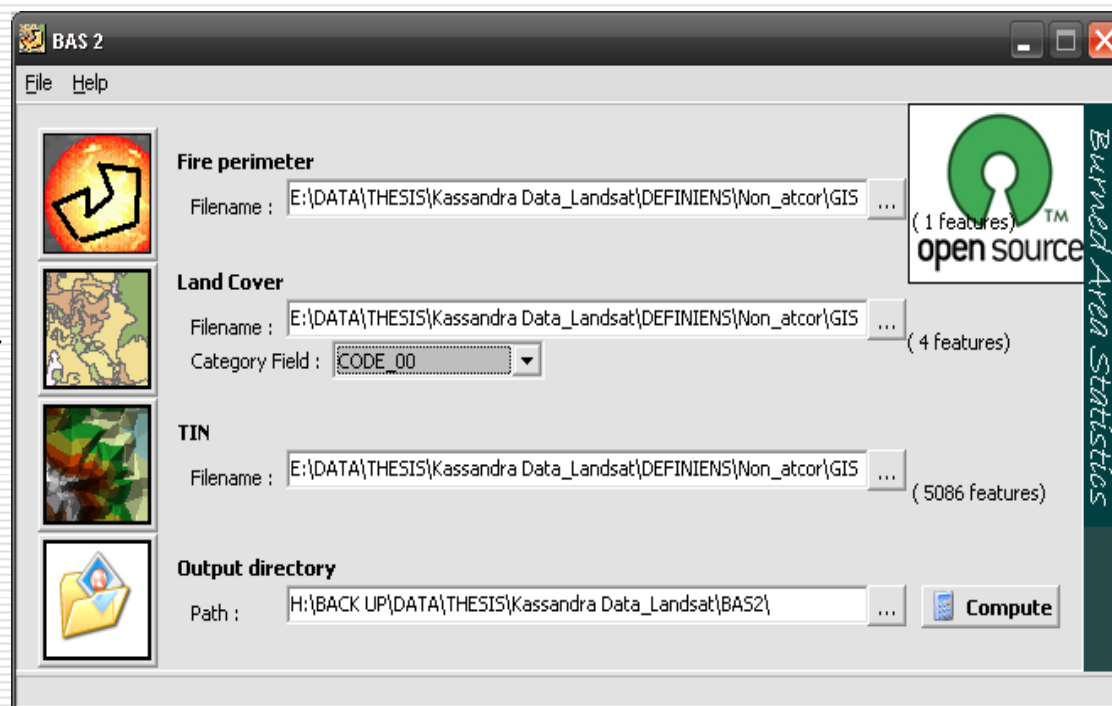 BAS 2
File Help
Fire perimeter
Filename : E:\DATA\THESIS\Kassandra Data_Landsat\DEFINIENS\Non_atcor\GIS ...
( 1 features)
TM
open source
Land Cover
Filename : E:\DATA\THESIS\Kassandra Data_Landsat\DEFINIENS\Non_atcor\GIS ...
( 4 features)
Category Field : CODE_00
TIN
Filename : E:\DATA\THESIS\Kassandra Data_Landsat\DEFINIENS\Non_atcor\GIS ...
( 5086 features)
Output directory
Path : H:\BACK UP\DATA\THESIS\Kassandra Data_Landsat\BAS2\ ... Compute
Burned Area Statistics